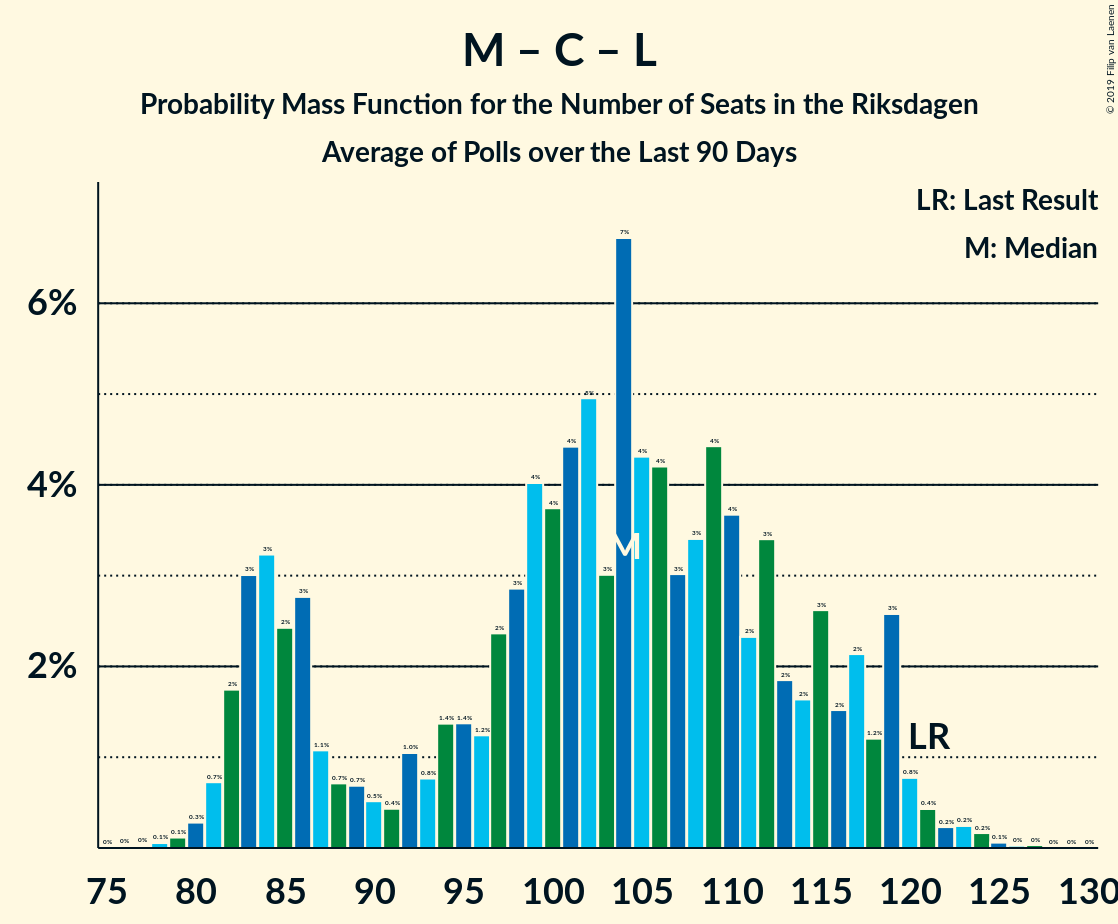 © 2019 Filip van Laenen
M – C – L
Probability Mass Function for the Number of Seats in the Riksdagen
Average of Polls over the Last 90 Days
LR: Last Result
M: Median
6%
4%
2%
0% 0% 0% 0.1% 0.1% 0.3% 0.7% 2% 3% 3% 2% 3% 1.1% 0.7% 0.7% 0.5% 0.4% 1.0% 0.8% 1.4% 1.4% 1.2% 2% 3% 4% 4% 4% 5% 3% 7% 4% 4% 3% 3% 4% 4% 2% 3% 2% 2% 3% 2% 2% 1.2% 3% 0.8% 0.4% 0.2% 0.2% 0.2% 0.1% 0% 0% 0% 0% 0%
M
LR
75 80 85 90 95 100 105 110 115 120 125 130